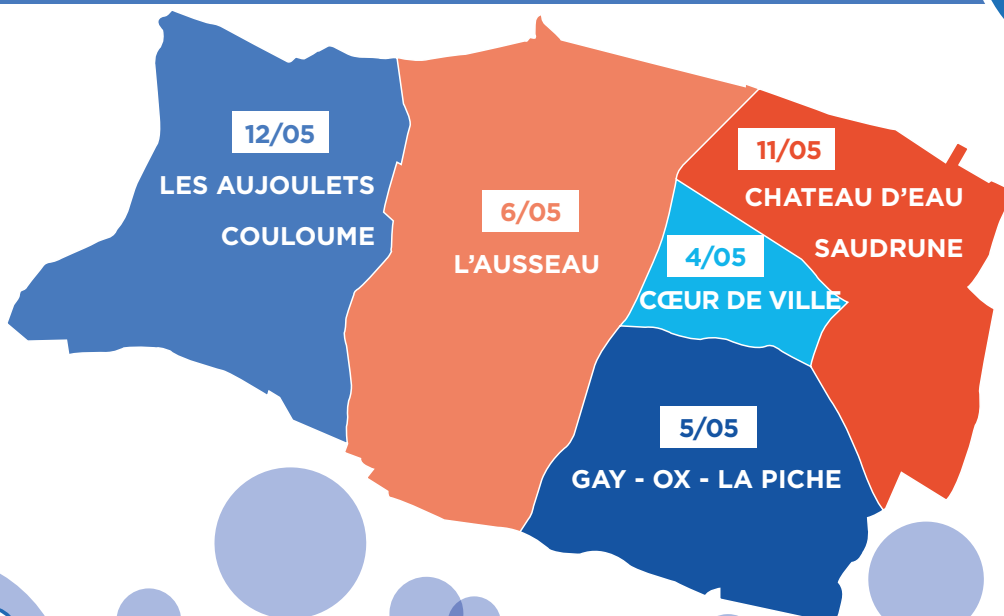 12/05
LES AUJOULETS
COULOUME
6/05
L'AUSSEAU
11/05
CHATEAU D'EAU
SAUDRUNE
4/05
CŒUR DE VILLE
5/05
GAY - OX - LA PICHE